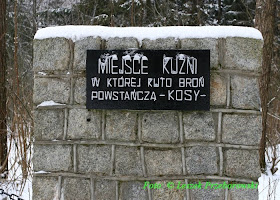 MIEJSCE KUŹNI
W KTÓREJ KUTO BROŃ
POWSTAŃCZĄ - KOSY -